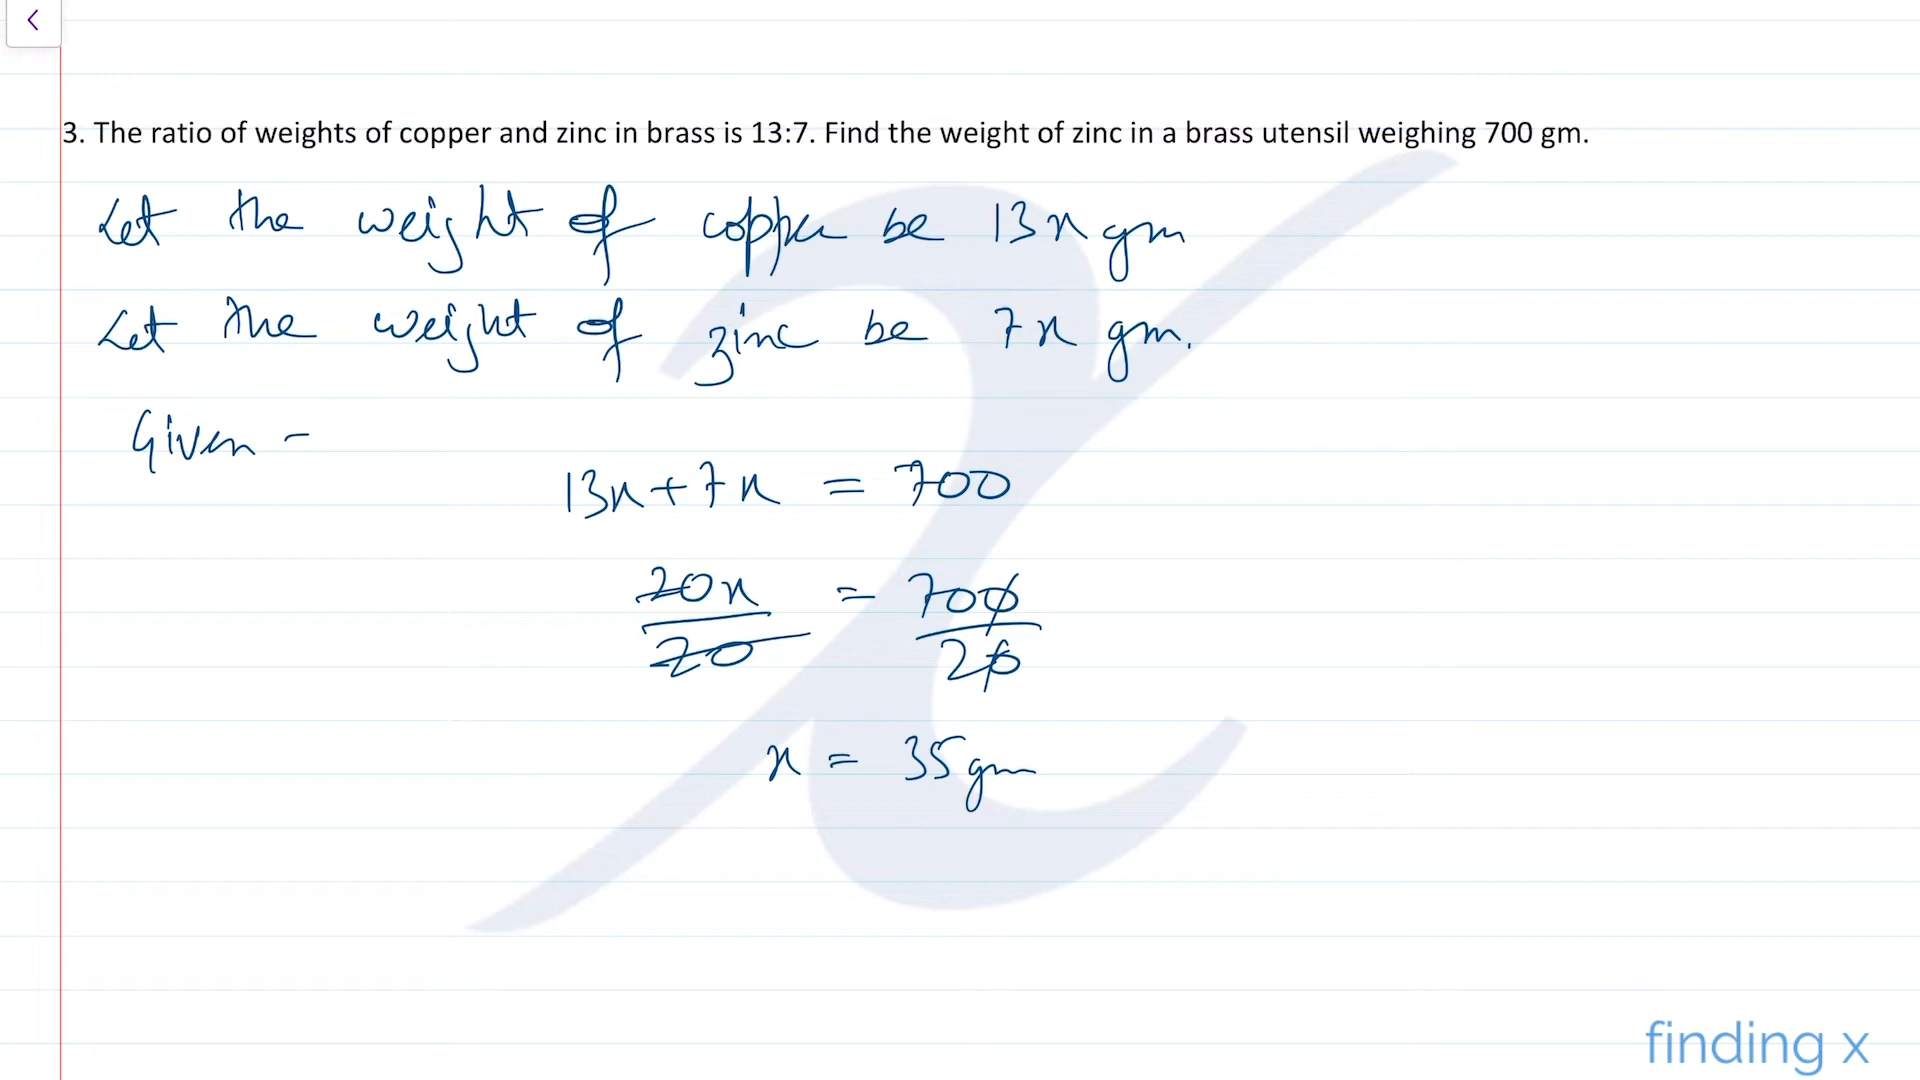 3. The ratio of weights of copper and zinc in brass is 13:7. Find the weight of zinc in a brass utensil weighing 700 gm.
Let the weight of copper be 13x gm
Let the weight of zinc be 7x gm.
Given -
13x + 7x = 700
20x/20 = 700/20
x = 35 gm
finding x